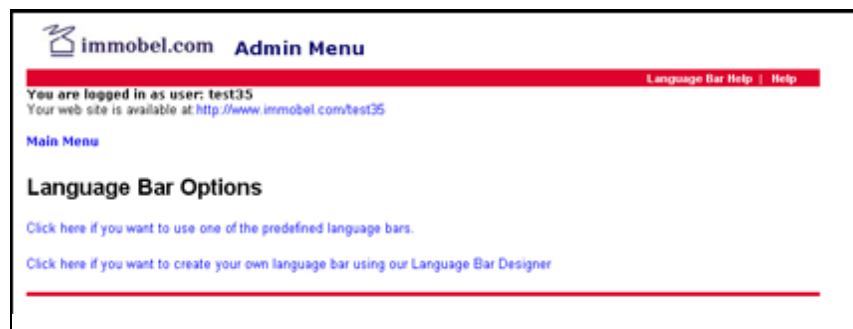 immobel.com Admin Menu
Language Bar Help | Help
You are logged in as user: test35
Your web site is available at:http://www.immobel.com/test35
Main Menu
Language Bar Options
Click here if you want to use one of the predefined language bars.
Click here if you want to create your own language bar using our Language Bar Designer